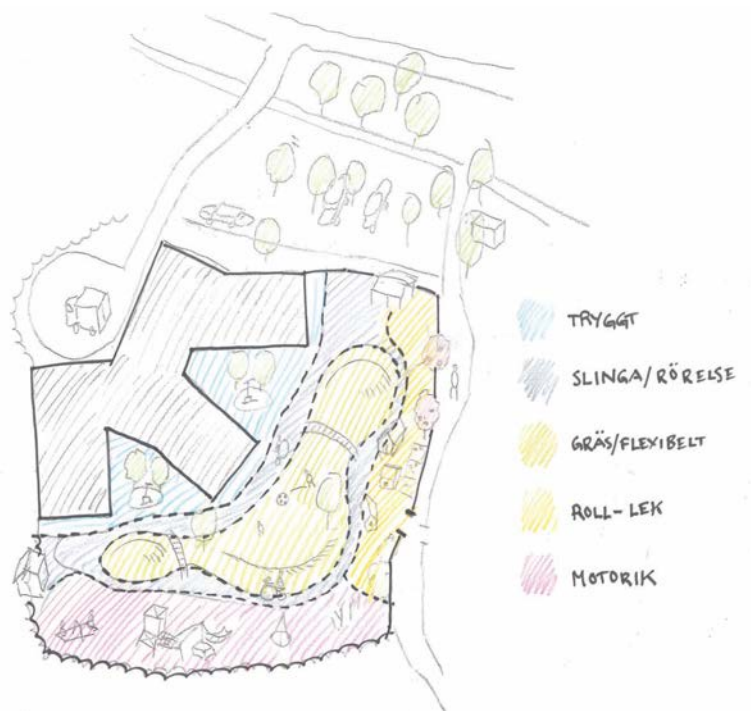 TRYGGT
SLINGA/RÖRELSE
GRÄS/FLEXIBELT
ROLL-LEK
MOTORIK